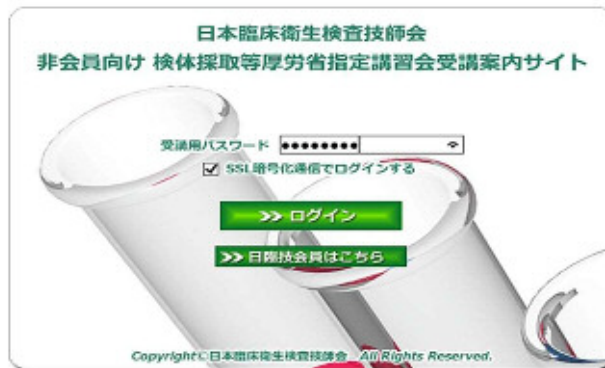 日本臨床衛生検査技師会
非会員向け 検体採取等厚労省指定講習会受講案内サイト
受講用パスワード ●●●●●●●●●
SSL暗号化通信でログインする
>> ログイン
>> 日臨技会員はこちら
Copyright©日本臨床衛生検査技師会 All Rights Reserved.